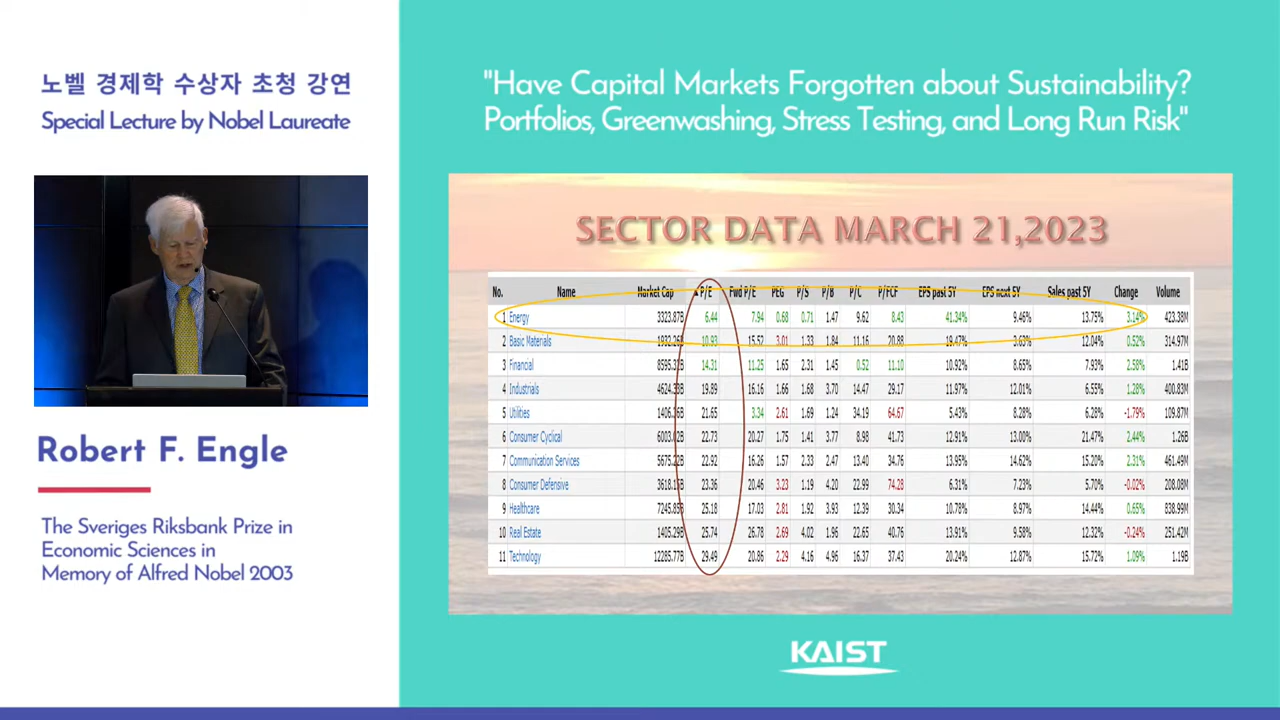 노벨 경제학 수상자 초청 강연
Special Lecture by Nobel Laureate
Robert F. Engle
The Sveriges Riksbank Prize in
Economic Sciences in
Memory of Alfred Nobel 2003
"Have Capital Markets Forgotten about Sustainability?
Portfolios, Greenwashing, Stress Testing, and Long Run Risk"
SECTOR DATA MARCH 21,2023
No. Name Market Cap ▲P/E Fwd P/E PEG P/S P/B P/C P/FCF EPS past 5Y EPS next 5Y Sales past 5Y Change Volume
1 Energy 3323.87B 6.44 7.94 0.68 0.71 1.47 9.62 8.43 41.34% 9.46% 13.75% 3.14% 423.38M
2 Basic Materials 10.93 15.52 3.01 1.33 1.84 11.16 20.88 19.47% 3.63% 12.04% 0.52% 314.97M
3 Financial 14.31 11.25 1.65 2.31 1.45 0.52 11.10 10.92% 8.65% 7.93% 2.58% 1.41B
4 Industrials 19.89 16.16 1.66 1.68 3.70 14.47 29.17 11.97% 12.01% 6.55% 1.28% 400.83M
5 Utilities 21.65 3.34 2.61 1.69 1.24 34.19 64.67 5.43% 8.28% 6.28% -1.79% 109.87M
6 Consumer Cyclical 22.73 20.27 1.75 1.41 3.77 8.98 41.73 12.91% 13.00% 21.47% 2.44% 1.26B
7 Communication Services 22.92 16.26 1.57 2.33 2.47 13.40 34.76 13.95% 14.62% 15.20% 2.31% 461.49M
8 Consumer Defensive 23.36 20.46 3.23 1.19 4.20 22.99 74.28 6.31% 7.23% 5.70% -0.02% 208.08M
9 Healthcare 7245.85B 25.18 17.03 2.81 1.92 3.93 12.39 30.34 10.78% 8.97% 14.44% 0.65% 838.99M
10 Real Estate 1405.29B 25.74 26.78 2.69 4.02 1.96 22.65 40.76 13.91% 9.58% 12.32% -0.24% 251.42M
11 Technology 12285.77B 29.49 20.86 2.29 4.16 4.96 16.37 37.43 20.24% 12.87% 15.72% 1.09% 1.19B
KAIST